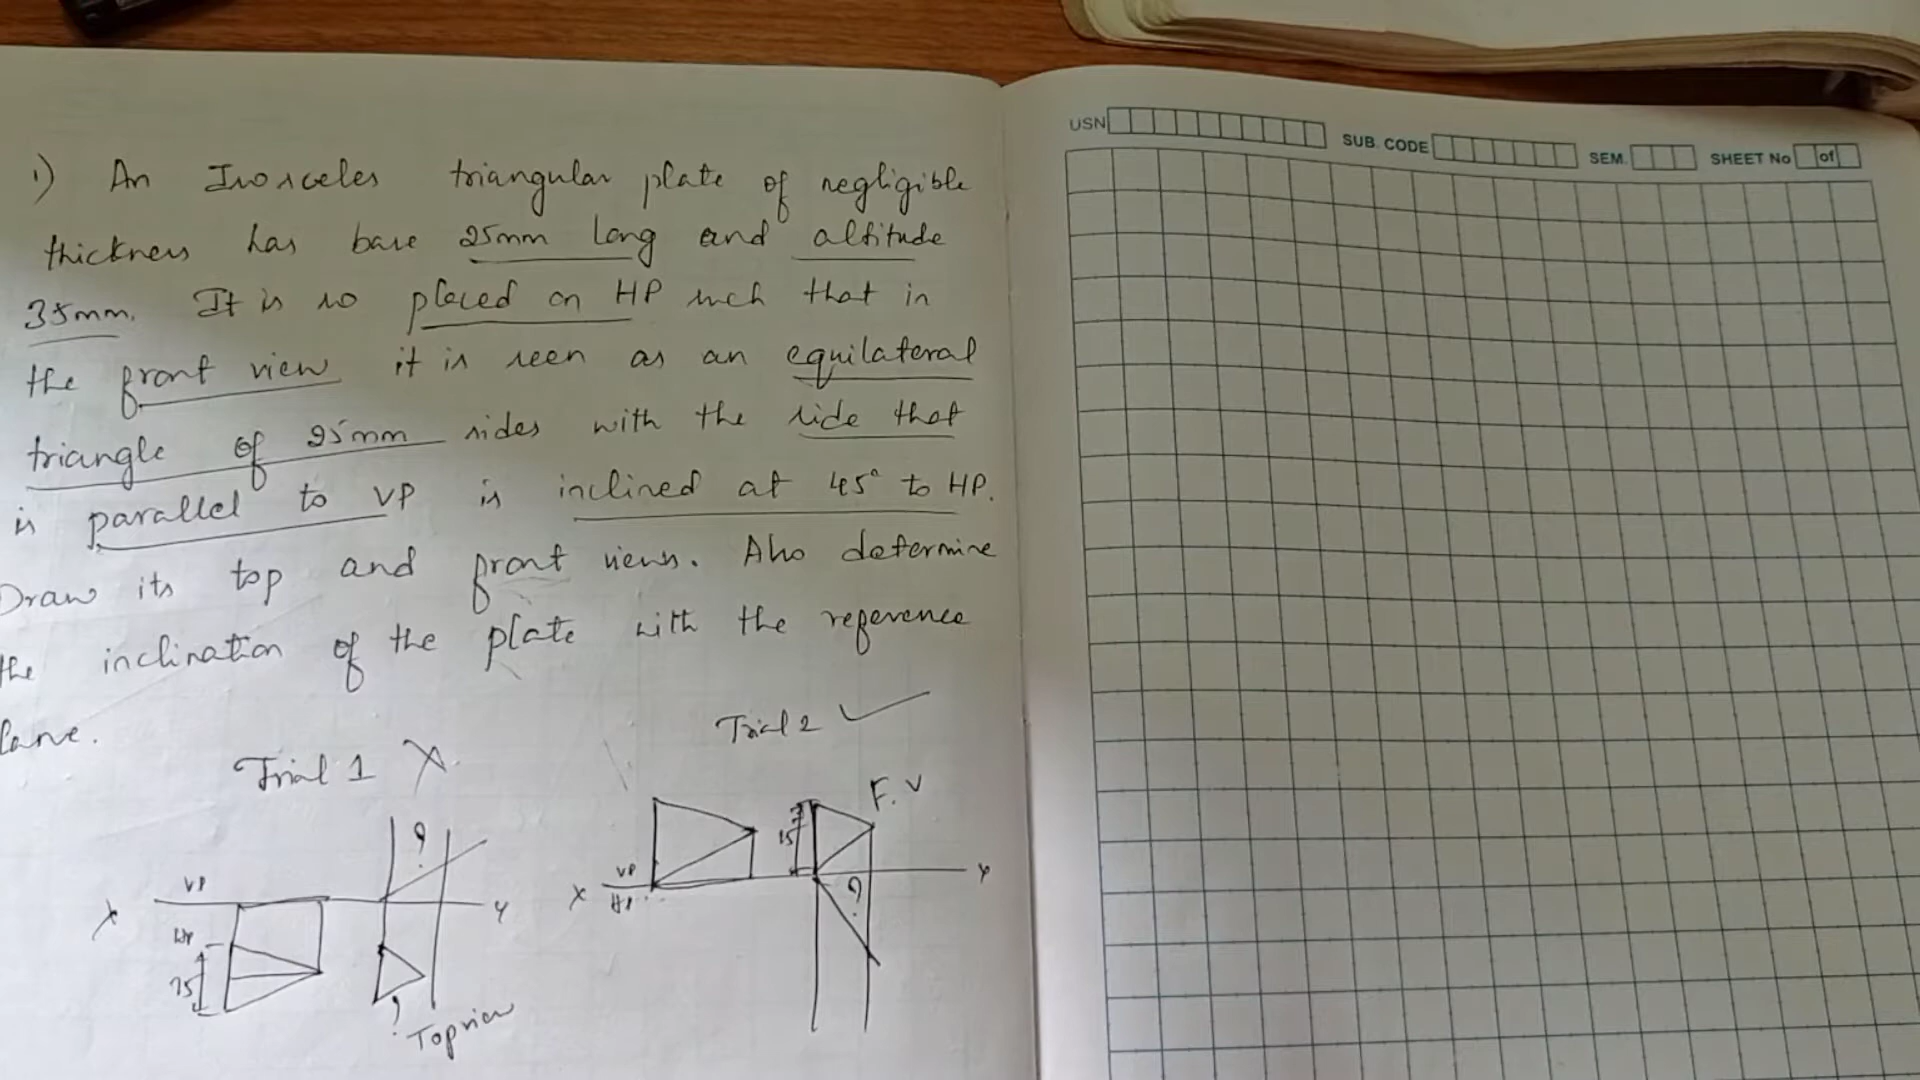 1) An Isosceles triangular plate of negligible
thickness has base 25mm long and altitude
35mm. It is so placed on HP such that in
the front view it is seen as an equilateral
triangle of 25mm sides with the side that
is parallel to VP is inclined at 45° to HP.
Draw its top and front views. Also determine
the inclination of the plate with the reference
lane.
Trial 1 X
Trial 2 ✓
VP
HP
X
Y
25
?
?
Top view
F.V
VP
HP
X
Y
25
?
USN
SUB. CODE
SEM.
SHEET No
of